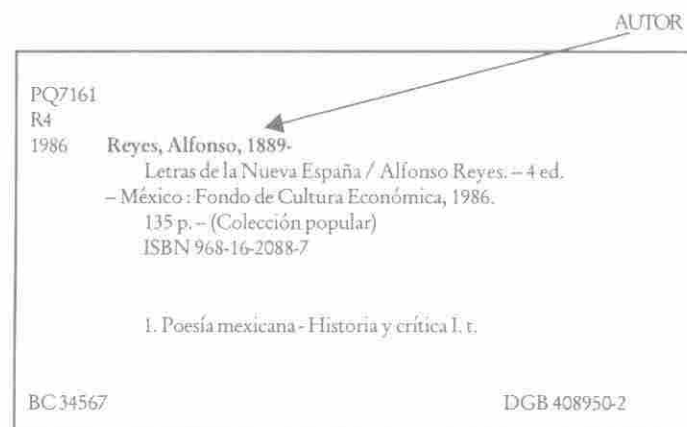 AUTOR
PQ7161
R4
1986 Reyes, Alfonso, 1889-
Letras de la Nueva España / Alfonso Reyes. – 4 ed.
– México : Fondo de Cultura Económica, 1986.
135 p. – (Colección popular)
ISBN 968-16-2088-7
1. Poesía mexicana - Historia y crítica I. t.
BC 34567 DGB 408950-2